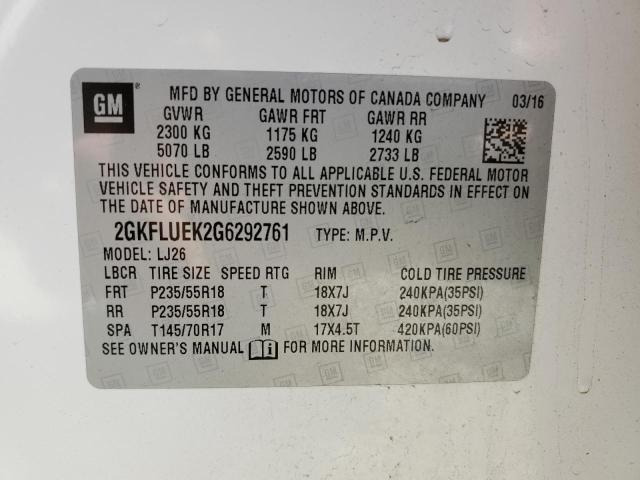 GM ® MFD BY GENERAL MOTORS OF CANADA COMPANY 03/16
GVWR GAWR FRT GAWR RR
2300 KG 1175 KG 1240 KG
5070 LB 2590 LB 2733 LB
THIS VEHICLE CONFORMS TO ALL APPLICABLE U.S. FEDERAL MOTOR
VEHICLE SAFETY AND THEFT PREVENTION STANDARDS IN EFFECT ON
THE DATE OF MANUFACTURE SHOWN ABOVE.
2GKFLUEK2G6292761 TYPE: M.P.V.
MODEL: LJ26
LBCR TIRE SIZE SPEED RTG RIM COLD TIRE PRESSURE
FRT P235/55R18 T 18X7J 240KPA(35PSI)
RR P235/55R18 T 18X7J 240KPA(35PSI)
SPA T145/70R17 M 17X4.5T 420KPA(60PSI)
SEE OWNER'S MANUAL FOR MORE INFORMATION.